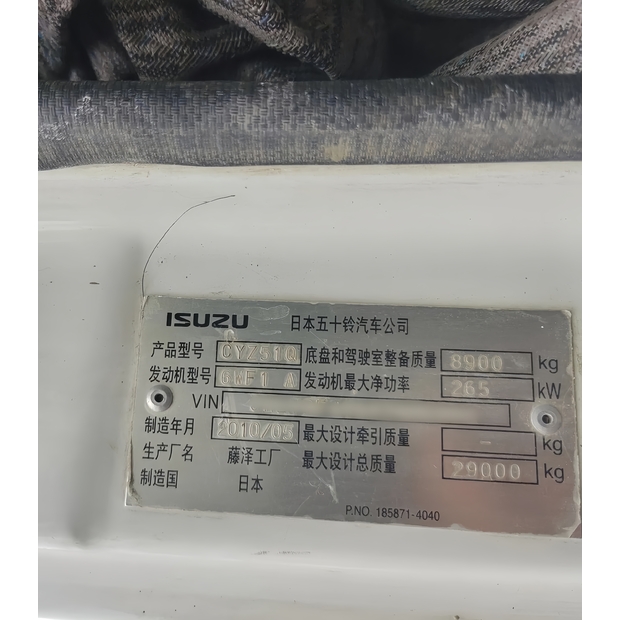 ISUZU 日本五十铃汽车公司
产品型号 CYZ51Q 底盘和驾驶室整备质量 8900 kg
发动机型号 6WF1 A 发动机最大净功率 265 kW
VIN
制造年月 2010/05 最大设计牵引质量 - kg
生产厂名 藤泽工厂 最大设计总质量 29000 kg
制造国 日本
P.NO. 185871-4040